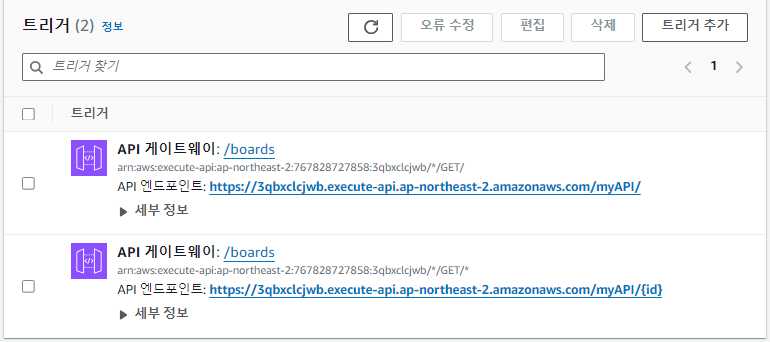 트리거 (2) 정보
오류 수정 편집 삭제 트리거 추가
트리거 찾기
1
트리거
API 게이트웨이: /boards
arn:aws:execute-api:ap-northeast-2:767828727858:3qbxclcjwb/*/GET/
API 엔드포인트: https://3qbxclcjwb.execute-api.ap-northeast-2.amazonaws.com/myAPI/
▶ 세부 정보
API 게이트웨이: /boards
arn:aws:execute-api:ap-northeast-2:767828727858:3qbxclcjwb/*/GET/*
API 엔드포인트: https://3qbxclcjwb.execute-api.ap-northeast-2.amazonaws.com/myAPI/{id}
▶ 세부 정보